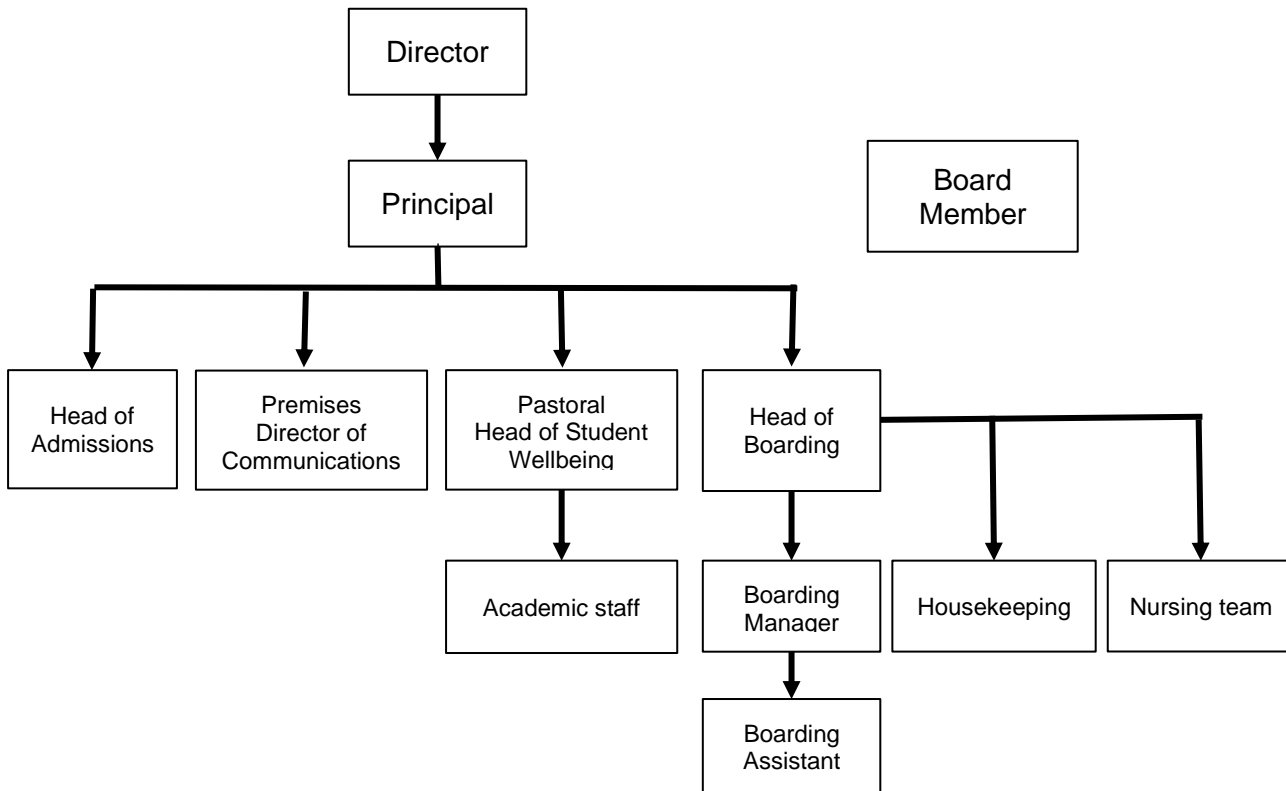 Director
Principal
Board
Member
Head of
Admissions
Premises
Director of
Communications
Pastoral
Head of Student
Wellbeing
Head of
Boarding
Academic staff
Boarding
Manager
Housekeeping
Nursing team
Boarding
Assistant